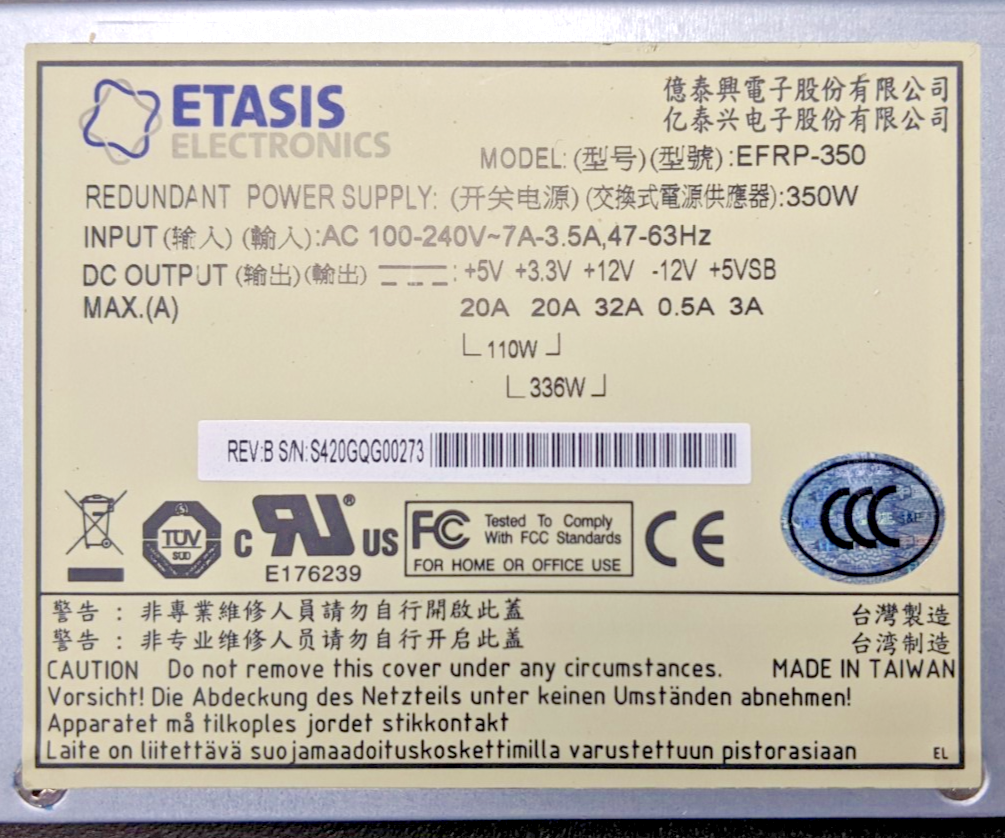 ETASIS
ELECTRONICS
億泰興電子股份有限公司
亿泰兴电子股份有限公司
MODEL: (型号)(型號):EFRP-350
REDUNDANT POWER SUPPLY: (开关电源) (交換式電源供應器):350W
INPUT (输入) (輸入):AC 100-240V~7A-3.5A,47-63Hz
DC OUTPUT (输出)(輸出) : +5V +3.3V +12V -12V +5VSB
MAX.(A) 20A 20A 32A 0.5A 3A
110W
336W
REV:B S/N:S420GQG00273
TÜV
SÜD
c RU ® US
E176239
FC Tested To Comply
With FCC Standards
FOR HOME OR OFFICE USE
CE
CCC
S&E
警告 : 非專業維修人員請勿自行開啟此蓋
台灣製造
警告 : 非专业维修人员请勿自行开启此蓋
台湾制造
CAUTION Do not remove this cover under any circumstances. MADE IN TAIWAN
Vorsicht! Die Abdeckung des Netzteils unter keinen Umständen abnehmen!
Apparatet må tilkoples jordet stikkontakt
Laite on liitettävä suojamaadoituskoskettimilla varustettuun pistorasiaan EL